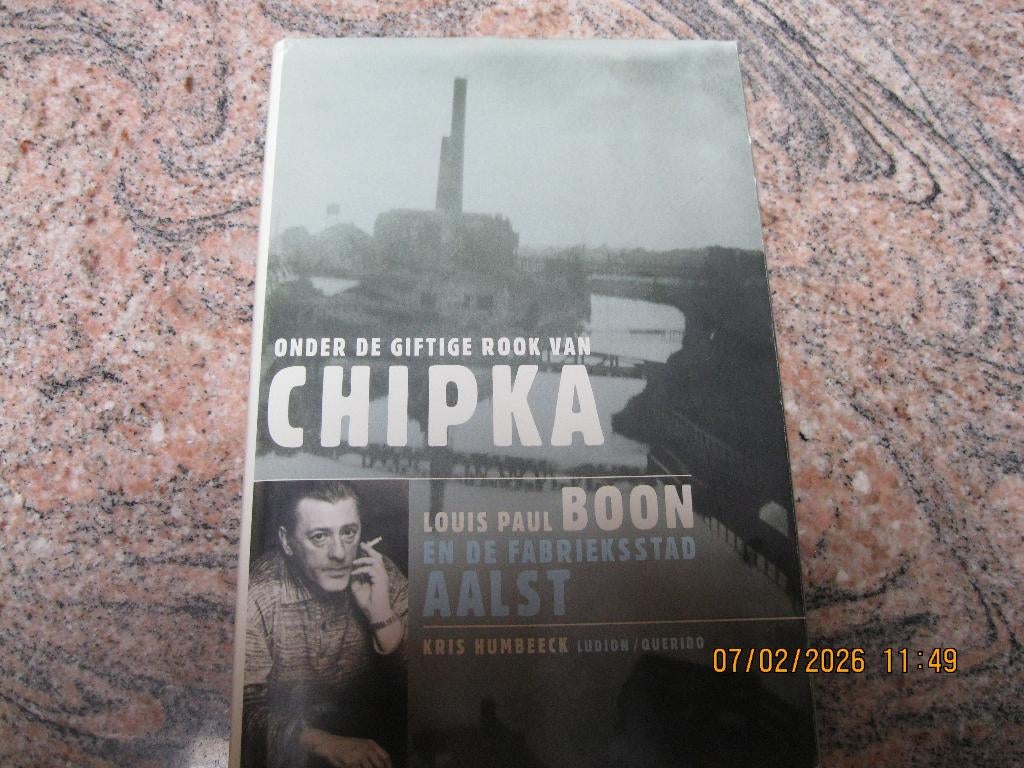 ONDER DE GIFTIGE ROOK VAN
CHIPKA
LOUIS PAUL BOON
EN DE FABRIEKSSTAD
AALST
KRIS HUMBEECK LUDION/QUERIDO
07/02/2026 11:49